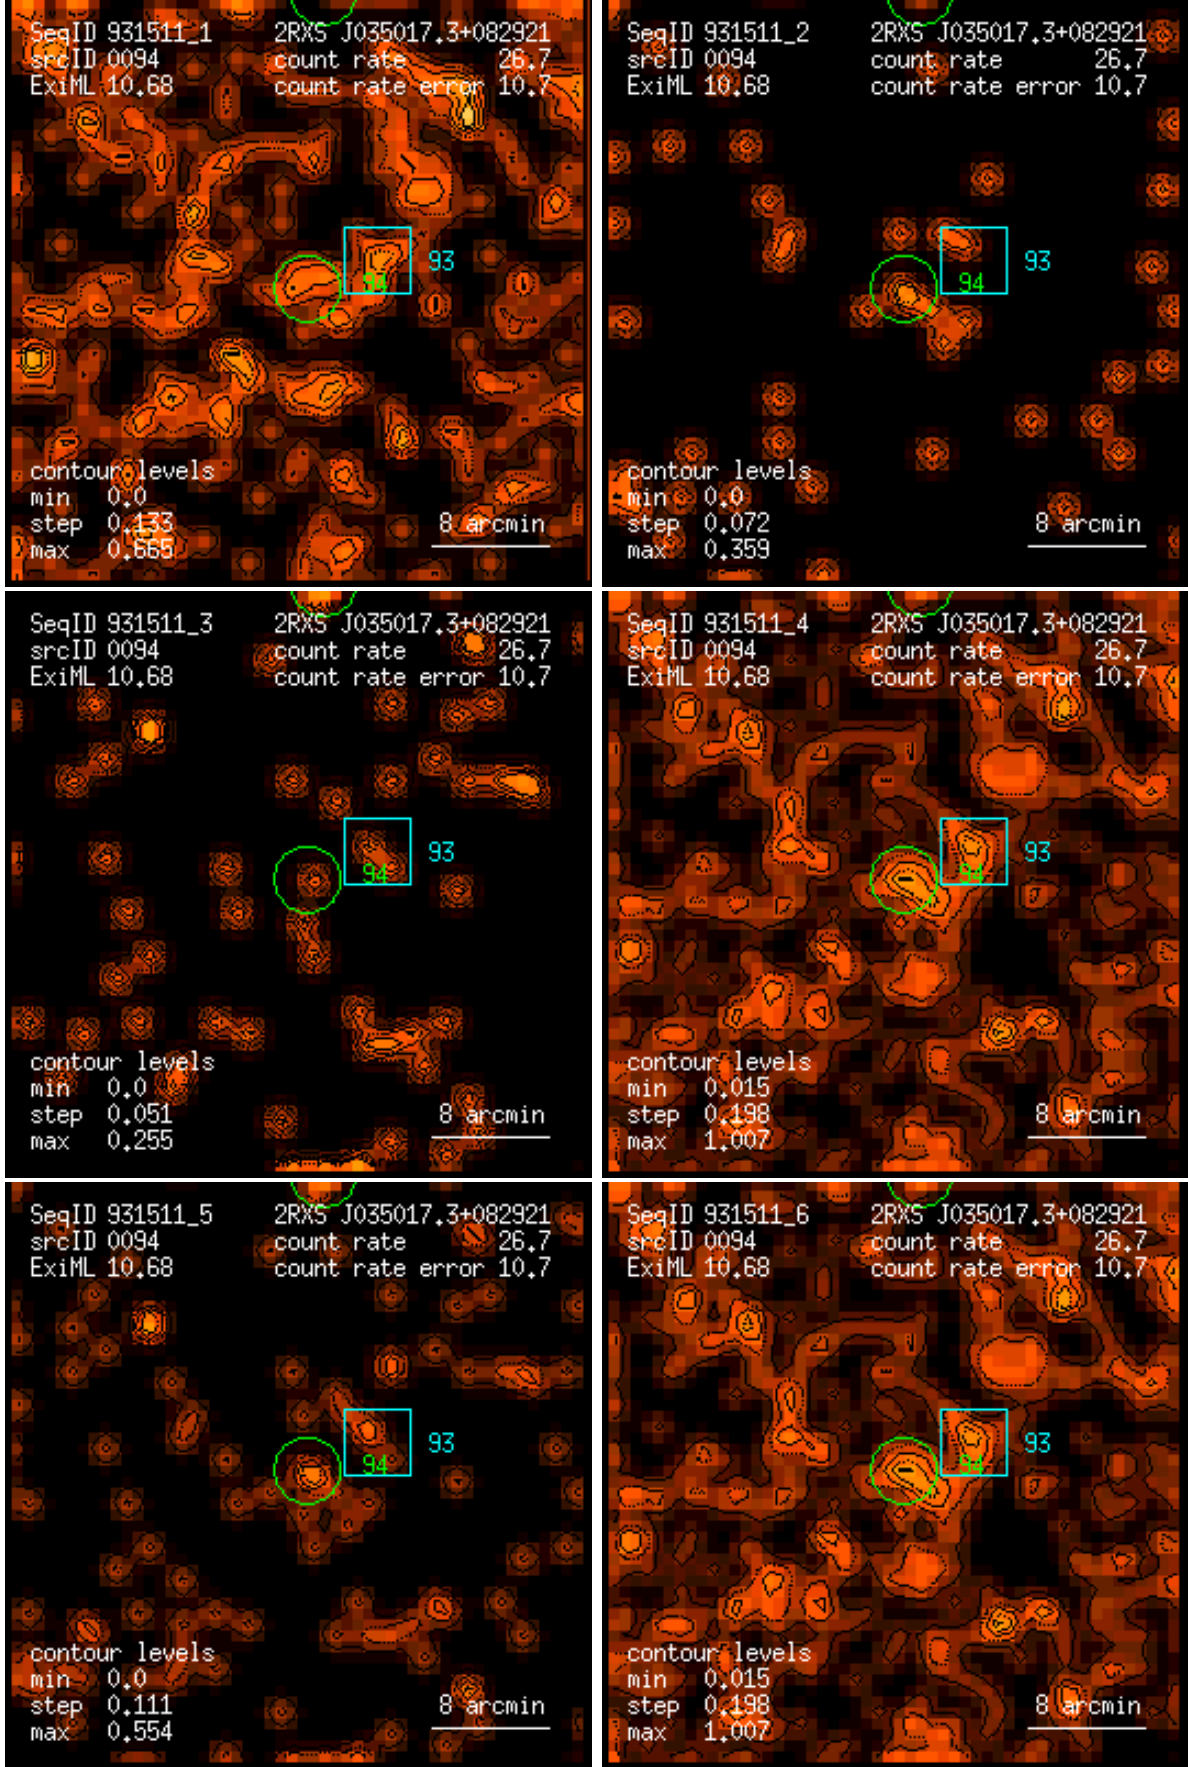 SeqID 931511_1 2RXS J035017.3+082921
srcID 0094 count rate 26.7
ExiML 10.68 count rate error 10.7
93
94
contour levels
min 0.0
step 0.133
max 0.665
8 arcmin
SeqID 931511_2 2RXS J035017.3+082921
srcID 0094 count rate 26.7
ExiML 10.68 count rate error 10.7
93
94
contour levels
min 0.0
step 0.072
max 0.359
8 arcmin
SeqID 931511_3 2RXS J035017.3+082921
srcID 0094 count rate 26.7
ExiML 10.68 count rate error 10.7
93
94
contour levels
min 0.0
step 0.051
max 0.255
8 arcmin
SeqID 931511_4 2RXS J035017.3+082921
srcID 0094 count rate 26.7
ExiML 10.68 count rate error 10.7
93
94
contour levels
min 0.015
step 0.198
max 1.007
8 arcmin
SeqID 931511_5 2RXS J035017.3+082921
srcID 0094 count rate 26.7
ExiML 10.68 count rate error 10.7
93
94
contour levels
min 0.0
step 0.111
max 0.554
8 arcmin
SeqID 931511_6 2RXS J035017.3+082921
srcID 0094 count rate 26.7
ExiML 10.68 count rate error 10.7
93
94
contour levels
min 0.015
step 0.198
max 1.007
8 arcmin